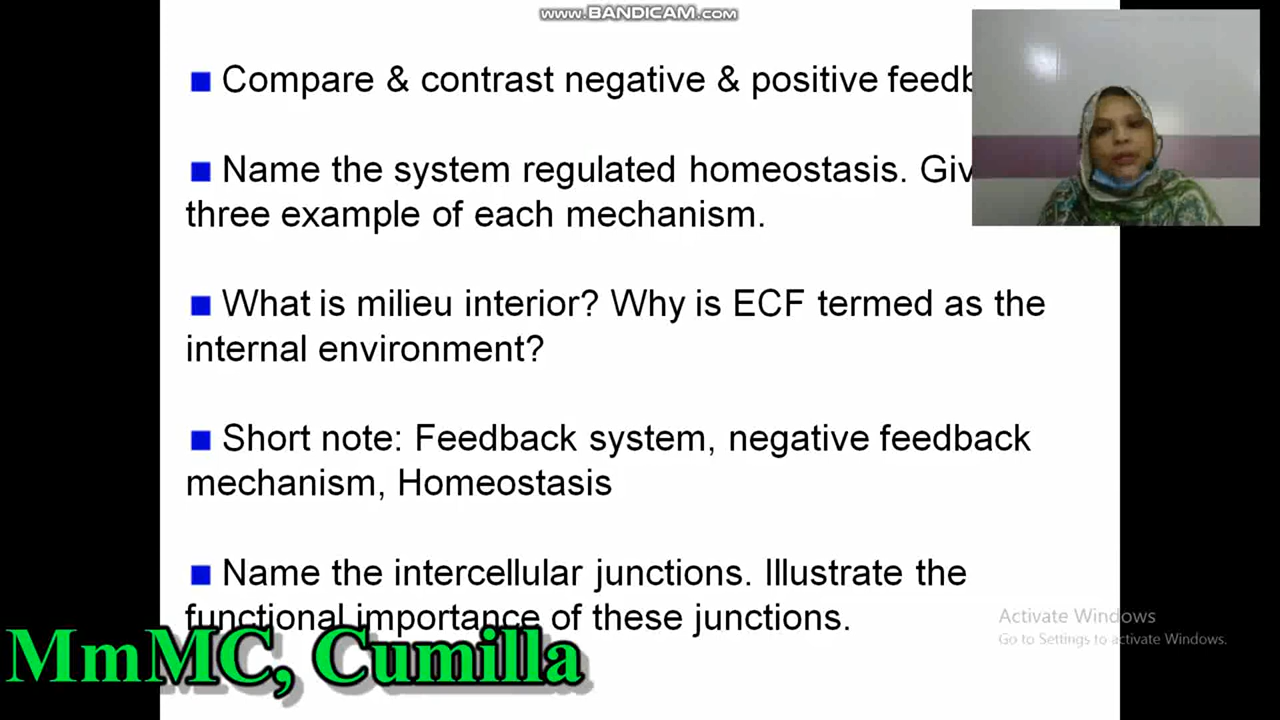 www.BANDICAM.com
Compare & contrast negative & positive feedb
Name the system regulated homeostasis. Giv
three example of each mechanism.
What is milieu interior? Why is ECF termed as the
internal environment?
Short note: Feedback system, negative feedback
mechanism, Homeostasis
Name the intercellular junctions. Illustrate the
functional importance of these junctions.
Activate Windows
Go to Settings to activate Windows.
MmMC, Cumilla